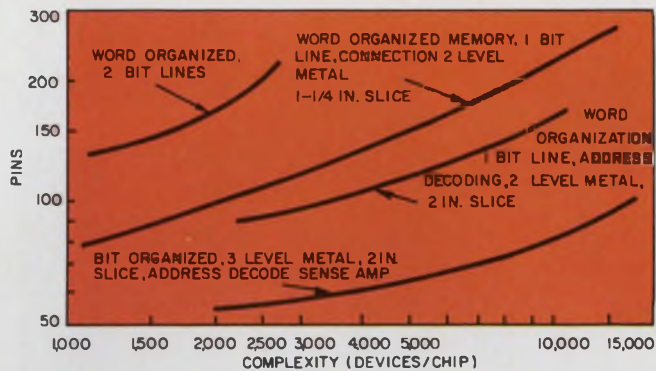 300
200
150
100
50
PINS
WORD ORGANIZED,
2 BIT LINES
WORD ORGANIZED MEMORY, 1 BIT
LINE, CONNECTION 2 LEVEL
METAL
1-1/4 IN. SLICE
WORD
ORGANIZATION
1 BIT LINE, ADDRESS
DECODING, 2 LEVEL METAL,
2 IN. SLICE
BIT ORGANIZED, 3 LEVEL METAL, 2 IN.
SLICE, ADDRESS DECODE SENSE AMP
1,000 1,500 2,000 2,500 3,000 4,000 5,000 10,000 15,000
COMPLEXITY (DEVICES/CHIP)